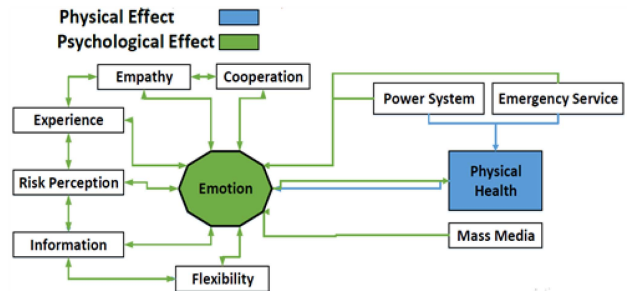 Physical Effect
Psychological Effect
Empathy
Cooperation
Power System
Emergency Service
Experience
Risk Perception
Emotion
Physical
Health
Information
Mass Media
Flexibility